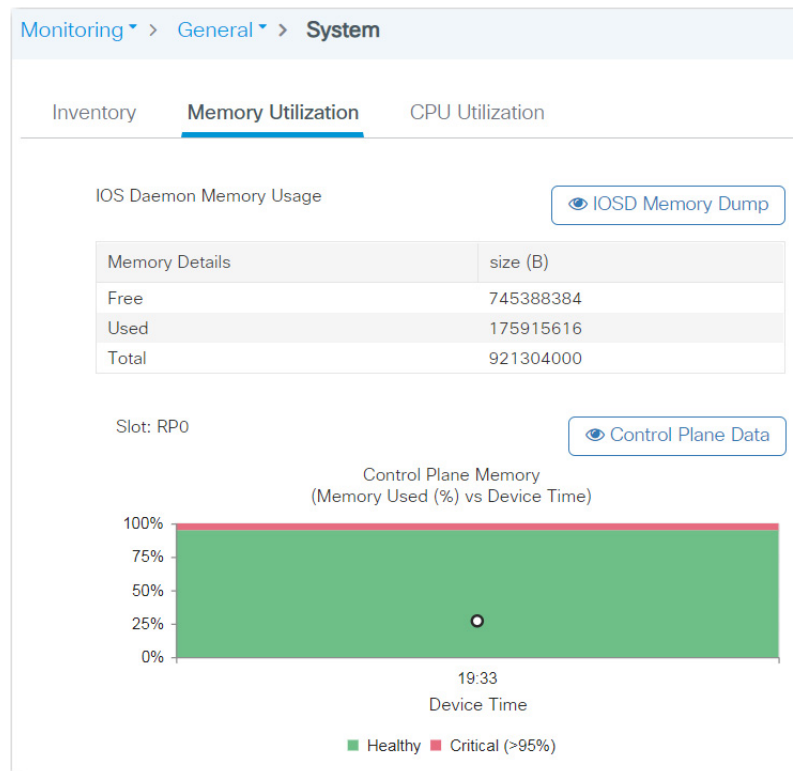 Monitoring > General > System
Inventory Memory Utilization CPU Utilization
IOS Daemon Memory Usage
IOSD Memory Dump
Memory Details size (B)
Free 745388384
Used 175915616
Total 921304000
Slot: RP0
Control Plane Data
Control Plane Memory
(Memory Used (%) vs Device Time)
100%
75%
50%
25%
0%
19:33
Device Time
Healthy Critical (>95%)